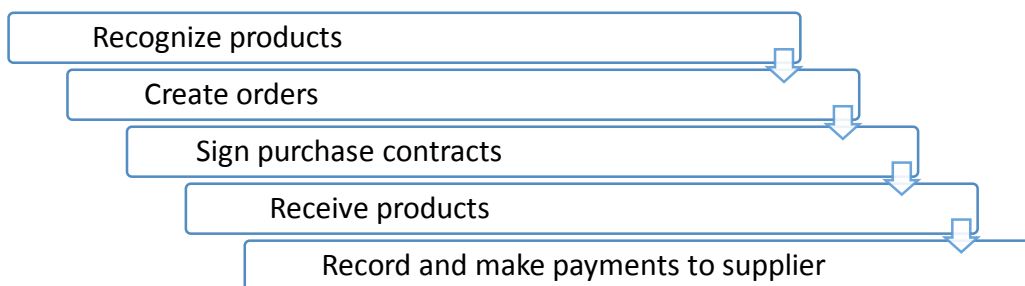 Recognize products
Create orders
Sign purchase contracts
Receive products
Record and make payments to supplier